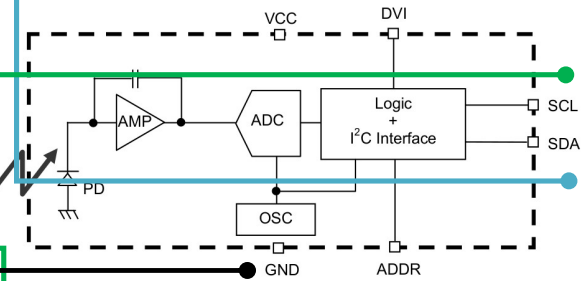 VCC
DVI
Logic
+
I²C Interface
AMP
ADC
SCL
SDA
PD
OSC
GND
ADDR